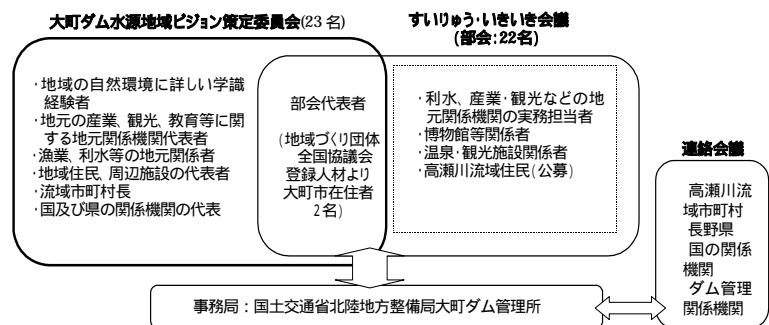 大町ダム水源地域ビジョン策定委員会(23名)
すいりゅう・いきいき会議
(部会:22名)
・地域の自然環境に詳しい学識
経験者
・地元の産業、観光、教育等に関
する地元関係機関代表者
・漁業、利水等の地元関係者
・地域住民、周辺施設の代表者
・流域市町村長
・国及び県の関係機関の代表
部会代表者
(地域づくり団体
全国協議会
登録人材より
大町市在住者
2名)
・利水、産業・観光などの地
元関係機関の実務担当者
・博物館等関係者
・温泉・観光施設関係者
・高瀬川流域住民(公募)
連絡会議
高瀬川流
域市町村
長野県
国の関係
機関
ダム管理
関係機関
事務局:国土交通省北陸地方整備局大町ダム管理所